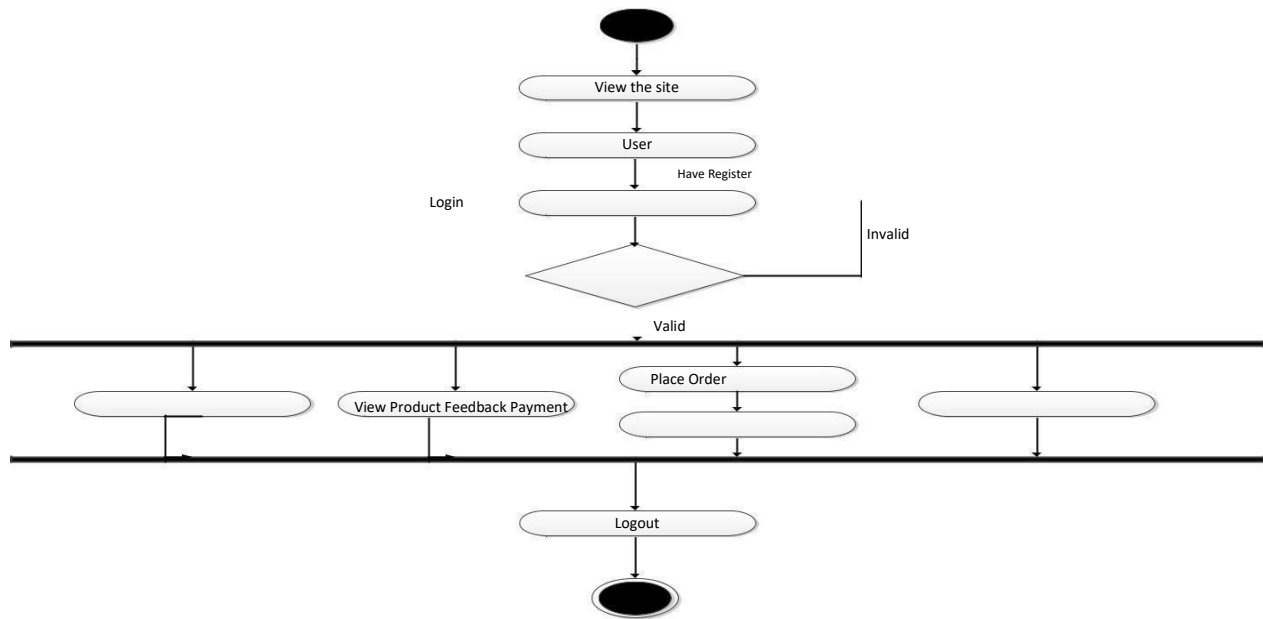 View the site
User
Have Register
Login
Invalid
Valid
Place Order
View Product Feedback Payment
Logout